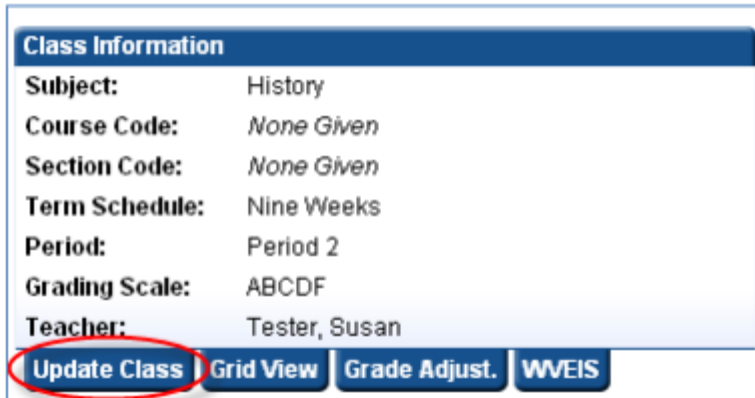 Class Information
Subject: History
Course Code: None Given
Section Code: None Given
Term Schedule: Nine Weeks
Period: Period 2
Grading Scale: ABCDF
Teacher: Tester, Susan
Update Class Grid View Grade Adjust. WVEIS